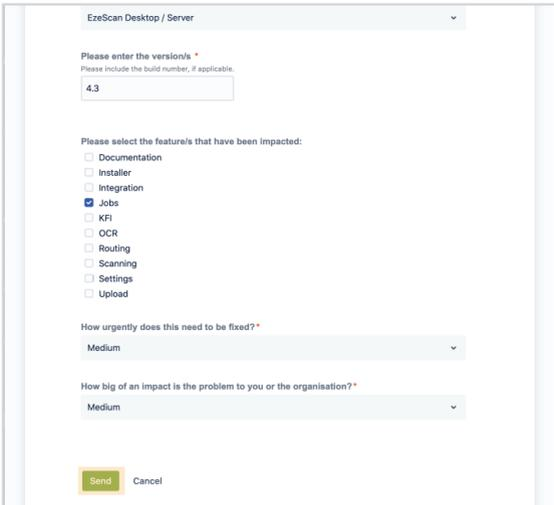 EzeScan Desktop / Server
Please enter the version/s *
Please include the build number, if applicable.
4.3
Please select the feature/s that have been impacted:
Documentation
Installer
Integration
Jobs
KFI
OCR
Routing
Scanning
Settings
Upload
How urgently does this need to be fixed?*
Medium
How big of an impact is the problem to you or the organisation?*
Medium
Send Cancel